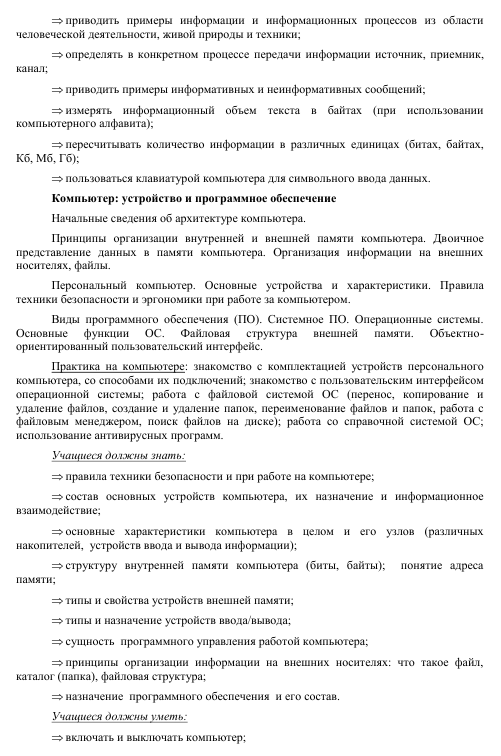 ⇒ приводить примеры информации и информационных процессов из области
человеческой деятельности, живой природы и техники;
⇒ определять в конкретном процессе передачи информации источник, приемник,
канал;
⇒ приводить примеры информативных и неинформативных сообщений;
⇒ измерять информационный объем текста в байтах (при использовании
компьютерного алфавита);
⇒ пересчитывать количество информации в различных единицах (битах, байтах,
Кб, Мб, Гб);
⇒ пользоваться клавиатурой компьютера для символьного ввода данных.
Компьютер: устройство и программное обеспечение
Начальные сведения об архитектуре компьютера.
Принципы организации внутренней и внешней памяти компьютера. Двоичное
представление данных в памяти компьютера. Организация информации на внешних
носителях, файлы.
Персональный компьютер. Основные устройства и характеристики. Правила
техники безопасности и эргономики при работе за компьютером.
Виды программного обеспечения (ПО). Системное ПО. Операционные системы.
Основные функции ОС. Файловая структура внешней памяти. Объектно-
ориентированный пользовательский интерфейс.
Практика на компьютере: знакомство с комплектацией устройств персонального
компьютера, со способами их подключений; знакомство с пользовательским интерфейсом
операционной системы; работа с файловой системой ОС (перенос, копирование и
удаление файлов, создание и удаление папок, переименование файлов и папок, работа с
файловым менеджером, поиск файлов на диске); работа со справочной системой ОС;
использование антивирусных программ.
Учащиеся должны знать:
⇒ правила техники безопасности и при работе на компьютере;
⇒ состав основных устройств компьютера, их назначение и информационное
взаимодействие;
⇒ основные характеристики компьютера в целом и его узлов (различных
накопителей, устройств ввода и вывода информации);
⇒ структуру внутренней памяти компьютера (биты, байты); понятие адреса
памяти;
⇒ типы и свойства устройств внешней памяти;
⇒ типы и назначение устройств ввода/вывода;
⇒ сущность программного управления работой компьютера;
⇒ принципы организации информации на внешних носителях: что такое файл,
каталог (папка), файловая структура;
⇒ назначение программного обеспечения и его состав.
Учащиеся должны уметь:
⇒ включать и выключать компьютер;